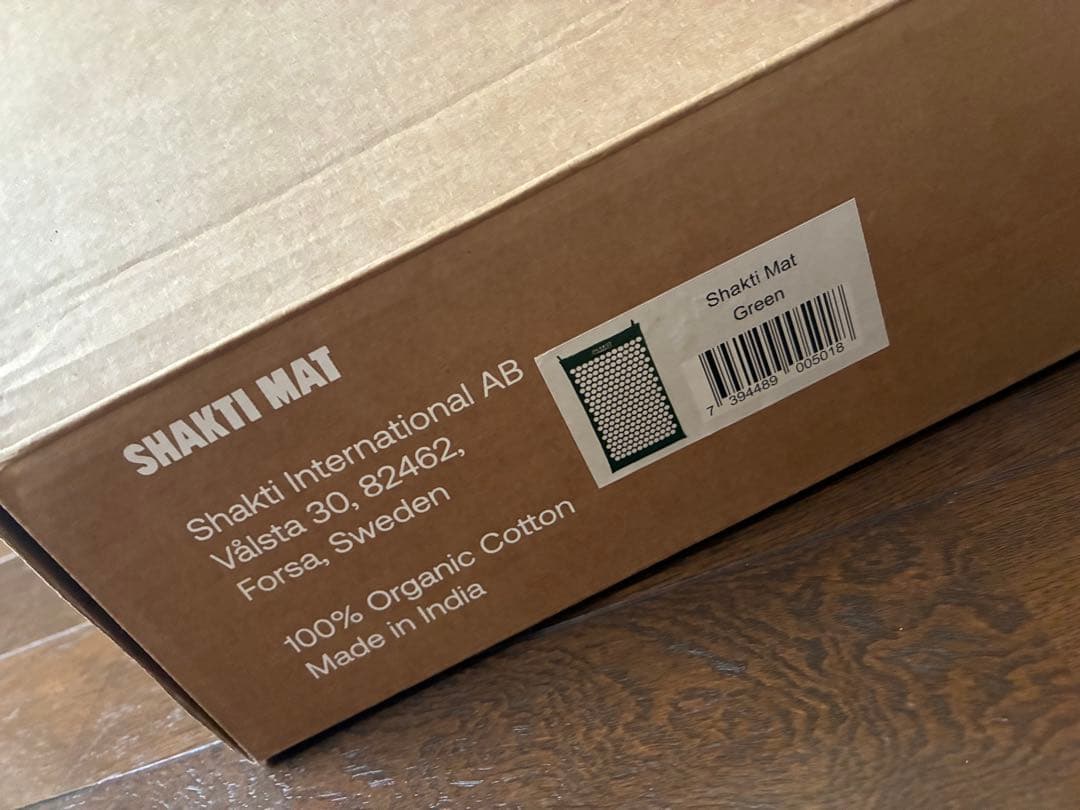 SHAKTI MAT
Shakti International AB
Vålsta 30, 82462,
Forsa, Sweden
100% Organic Cotton
Made in India
Shakti Mat
Green
7 394489 005018